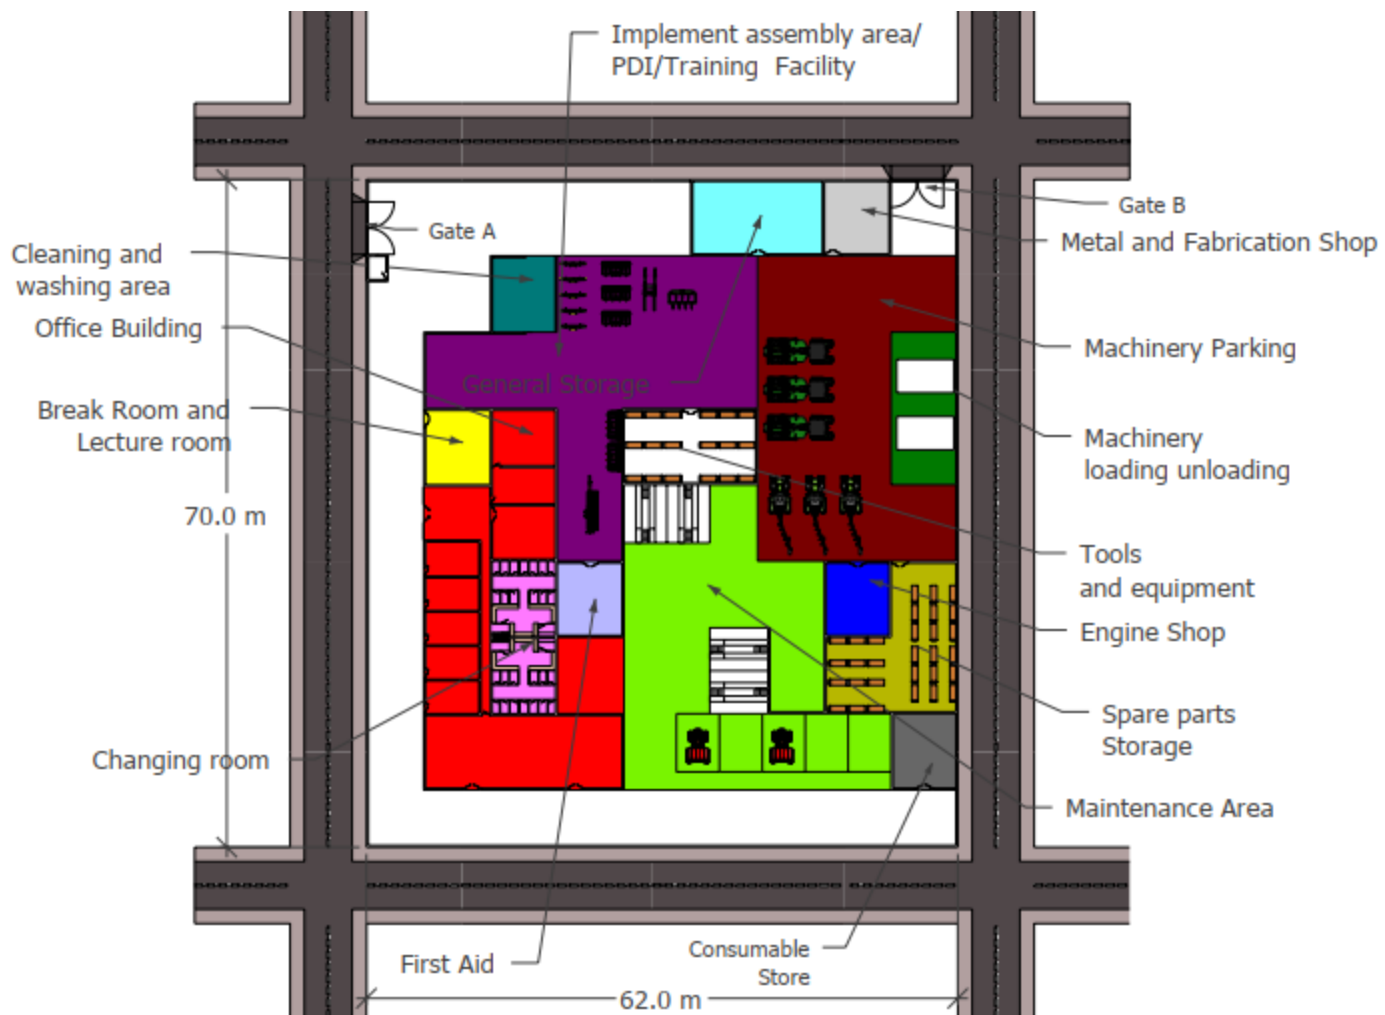 Implement assembly area/
PDI/Training Facility
Gate A
Gate B
Metal and Fabrication Shop
Cleaning and
washing area
Office Building
Machinery Parking
General Storage
Break Room and
Lecture room
Machinery
loading unloading
70.0 m
Tools
and equipment
Engine Shop
Spare parts
Storage
Changing room
Maintenance Area
First Aid
Consumable
Store
62.0 m